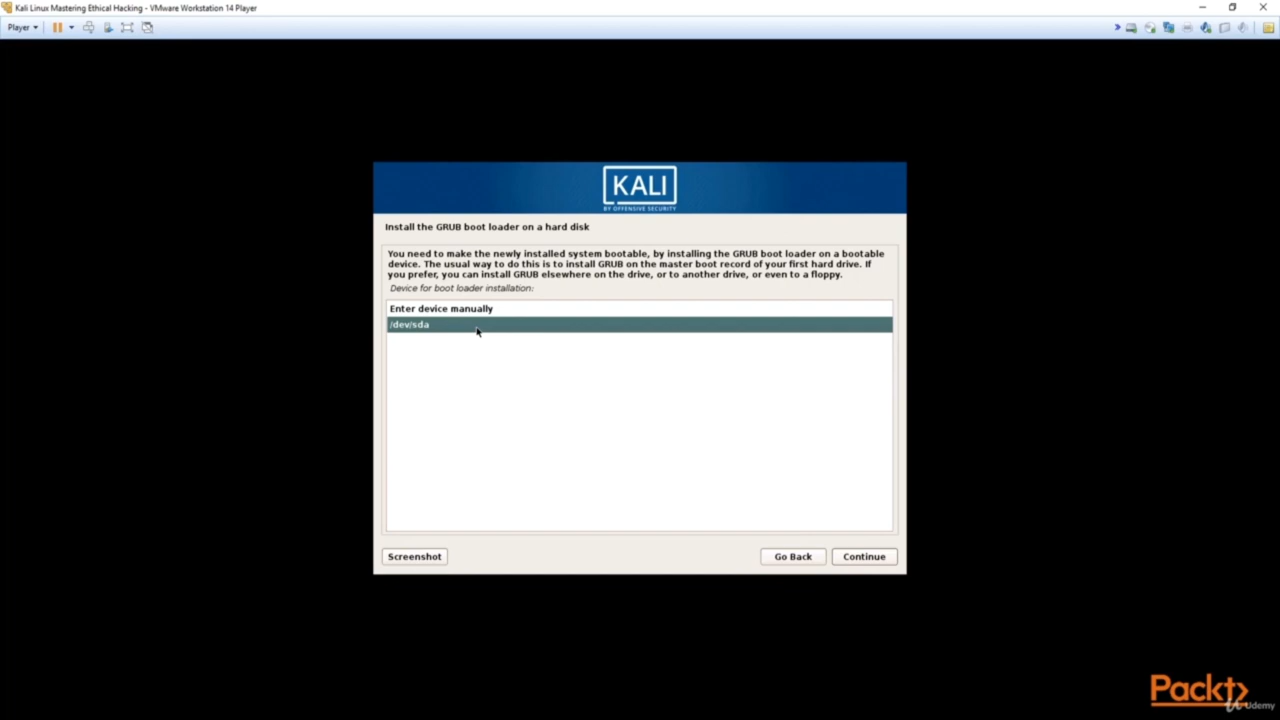 Kali Linux Mastering Ethical Hacking - VMware Workstation 14 Player
Player
KALI
BY OFFENSIVE SECURITY
Install the GRUB boot loader on a hard disk
You need to make the newly installed system bootable, by installing the GRUB boot loader on a bootable
device. The usual way to do this is to install GRUB on the master boot record of your first hard drive. If
you prefer, you can install GRUB elsewhere on the drive, or to another drive, or even to a floppy.
Device for boot loader installation:
Enter device manually
/dev/sda
Screenshot
Go Back
Continue
Packt
Udemy